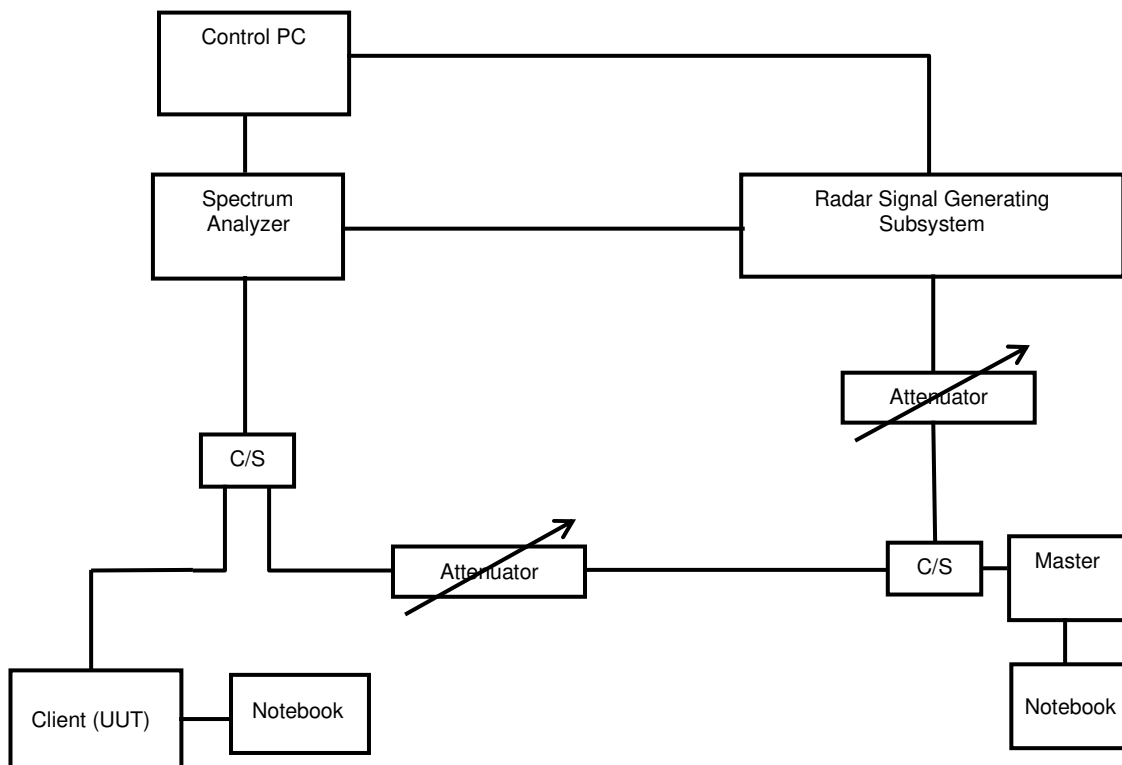 Control PC
Spectrum
Analyzer
Radar Signal Generating
Subsystem
Attenuator
C/S
Attenuator
C/S
Master
Client (UUT)
Notebook
Notebook